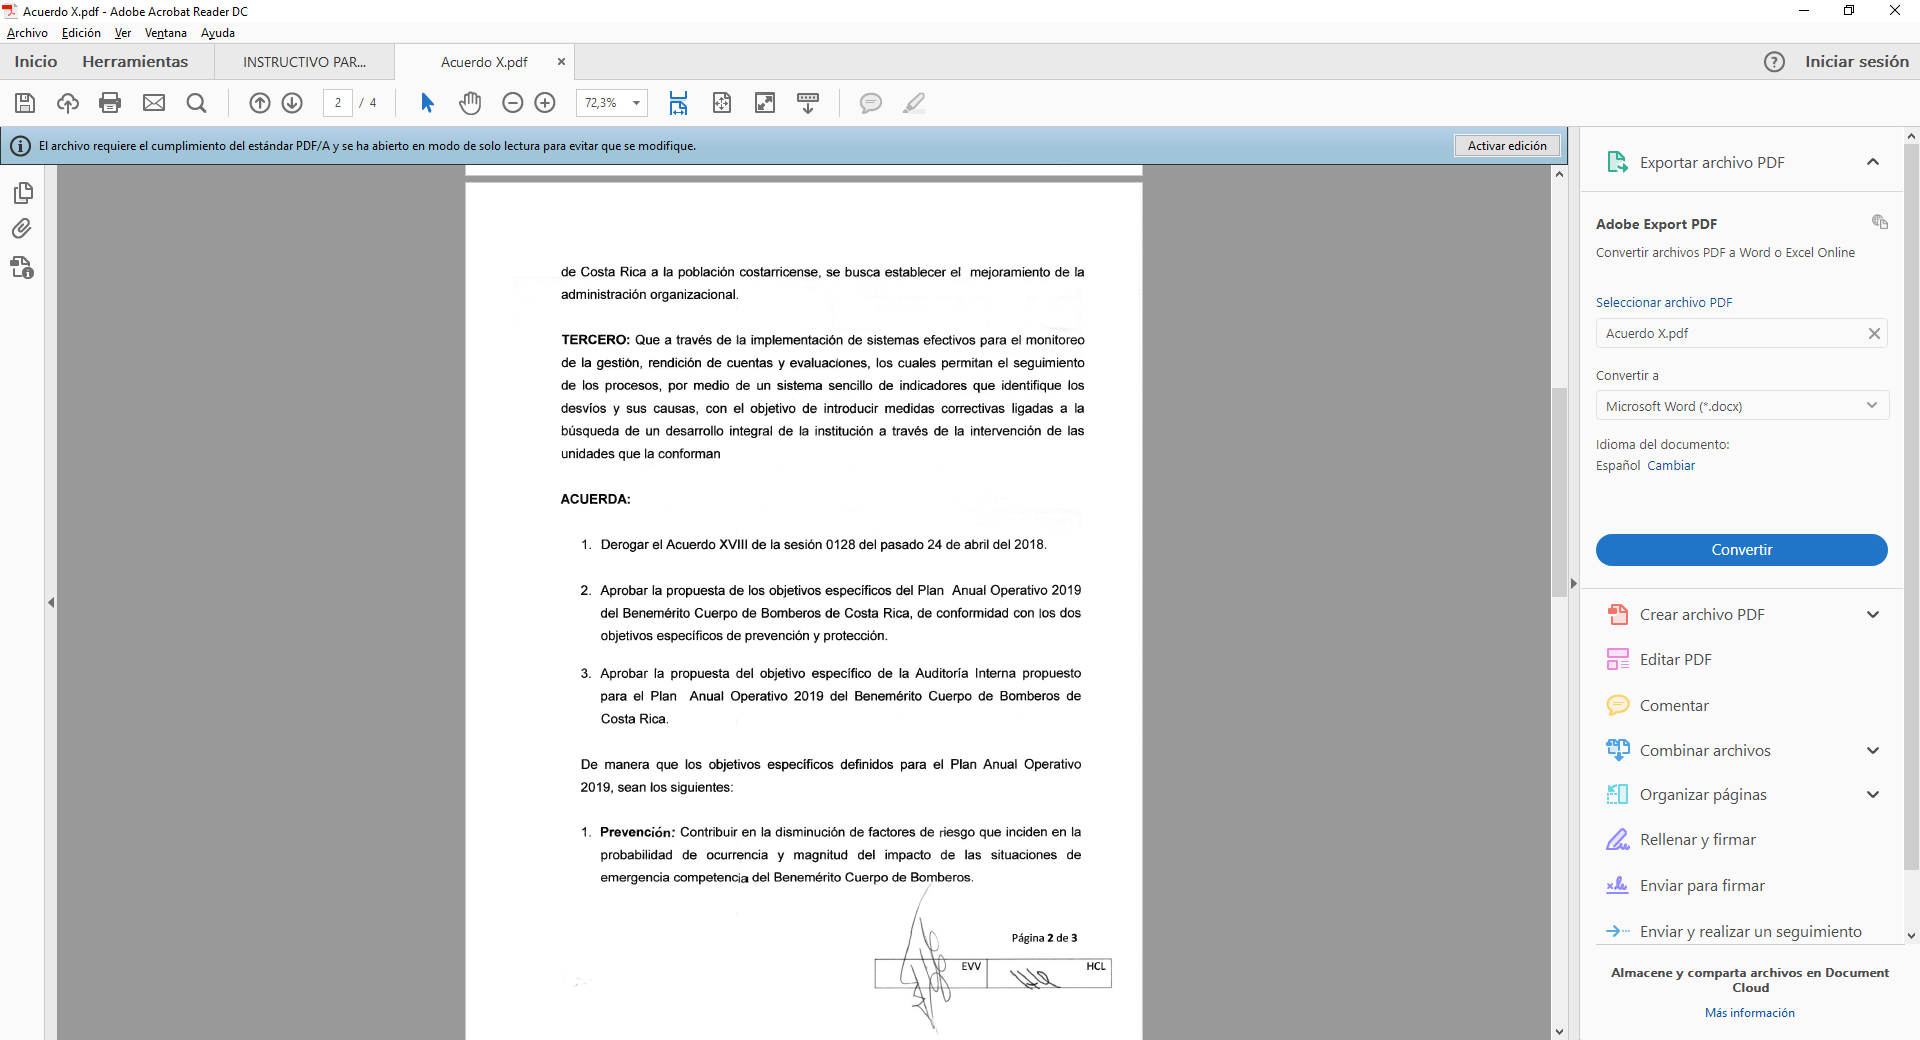 Acuerdo X.pdf - Adobe Acrobat Reader DC
Archivo Edición Ver Ventana Ayuda
Inicio Herramientas INSTRUCTIVO PAR... Acuerdo X.pdf × ? Iniciar sesión
2 / 4 72,3%
El archivo requiere el cumplimiento del estándar PDF/A y se ha abierto en modo de solo lectura para evitar que se modifique. Activar edición
de Costa Rica a la población costarricense, se busca establecer el mejoramiento de la
administración organizacional.
TERCERO: Que a través de la implementación de sistemas efectivos para el monitoreo
de la gestión, rendición de cuentas y evaluaciones, los cuales permitan el seguimiento
de los procesos, por medio de un sistema sencillo de indicadores que identifique los
desvíos y sus causas, con el objetivo de introducir medidas correctivas ligadas a la
búsqueda de un desarrollo integral de la institución a través de la intervención de las
unidades que la conforman
ACUERDA:
1. Derogar el Acuerdo XVIII de la sesión 0128 del pasado 24 de abril del 2018.
2. Aprobar la propuesta de los objetivos específicos del Plan Anual Operativo 2019
del Benemérito Cuerpo de Bomberos de Costa Rica, de conformidad con los dos
objetivos específicos de prevención y protección.
3. Aprobar la propuesta del objetivo específico de la Auditoría Interna propuesto
para el Plan Anual Operativo 2019 del Benemérito Cuerpo de Bomberos de
Costa Rica.
De manera que los objetivos específicos definidos para el Plan Anual Operativo
2019, sean los siguientes:
1. Prevención: Contribuir en la disminución de factores de riesgo que inciden en la
probabilidad de ocurrencia y magnitud del impacto de las situaciones de
emergencia competencia del Benemérito Cuerpo de Bomberos.
Página 2 de 3
EVV HCL
Exportar archivo PDF
Adobe Export PDF
Convertir archivos PDF a Word o Excel Online
Seleccionar archivo PDF
Acuerdo X.pdf
Convertir a
Microsoft Word (*.docx)
Idioma del documento:
Español Cambiar
Convertir
Crear archivo PDF
Editar PDF
Comentar
Combinar archivos
Organizar páginas
Rellenar y firmar
Enviar para firmar
Enviar y realizar un seguimiento
Almacene y comparta archivos en Document
Cloud
Más información